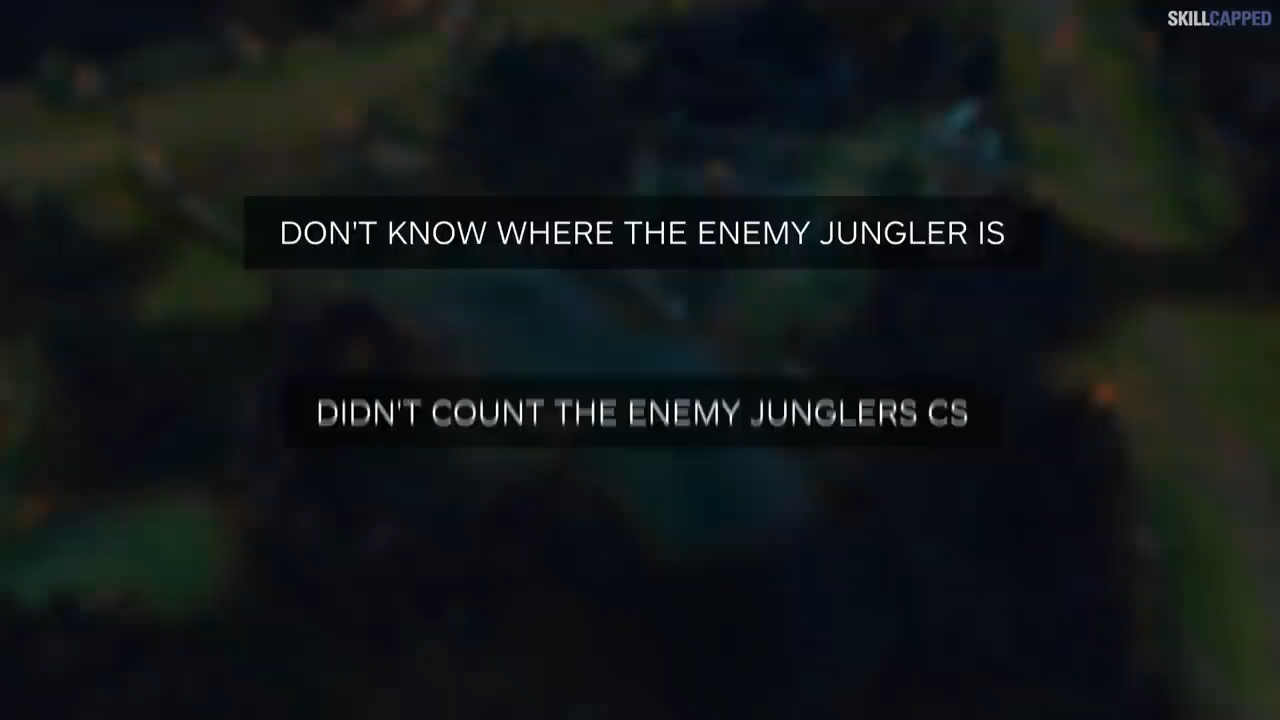 SKILLCAPPED
DON'T KNOW WHERE THE ENEMY JUNGLER IS
DIDN'T COUNT THE ENEMY JUNGLERS CS